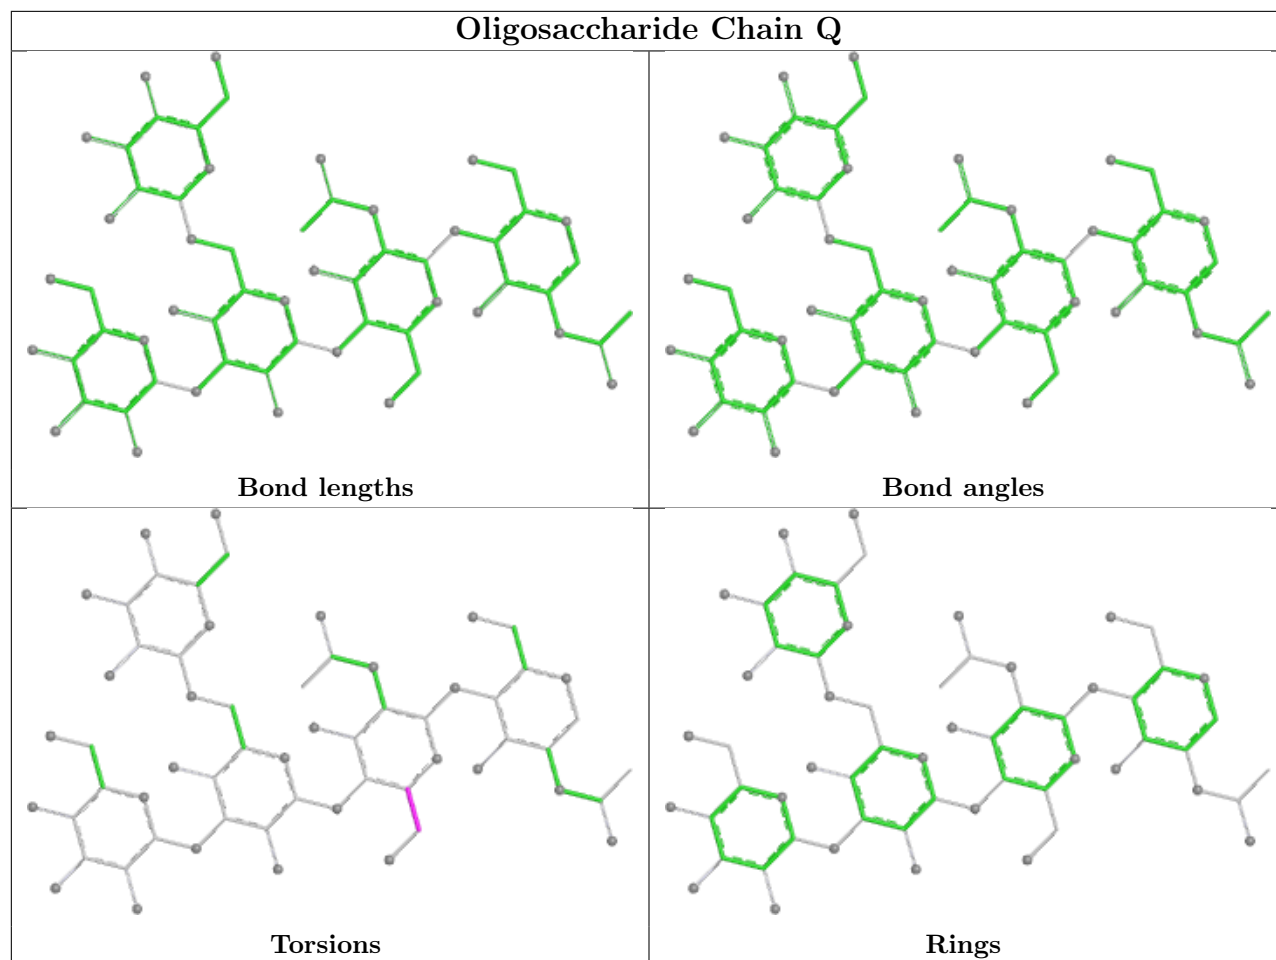 Oligosaccharide Chain Q
Bond lengths
Bond angles
Torsions
Rings